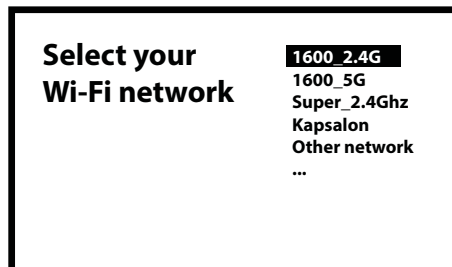 Select your
Wi-Fi network
1600_2.4G
1600_5G
Super_2.4Ghz
Kapsalon
Other network
...